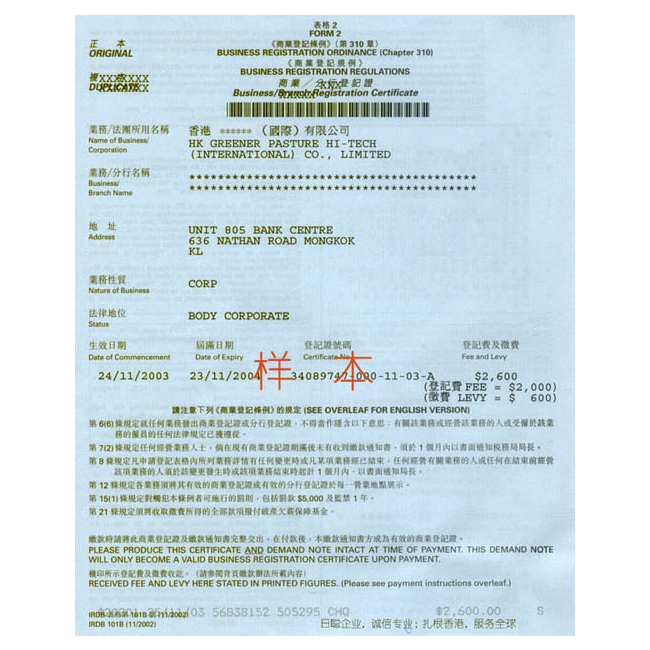 表格 2
FORM 2
《商業登記條例》(第 310 章)
正 本
ORIGINAL
BUSINESS REGISTRATION ORDINANCE (Chapter 310)
《商業登記規例》
BUSINESS REGISTRATION REGULATIONS
商業／分行登記證
DUPLICATE
Business/Branch Registration Certificate
業務/法團所用名稱
Name of Business/
Corporation
香港 ****** (國際) 有限公司
HK GREENER PASTURE HI-TECH
(INTERNATIONAL) CO., LIMITED
業務/分行名稱
Business/
Branch Name
******************************************
******************************************
地 址
Address
UNIT 805 BANK CENTRE
636 NATHAN ROAD MONGKOK
KL
業務性質
Nature of Business
CORP
法律地位
Status
BODY CORPORATE
生效日期 屆滿日期 登記證號碼 登記費及徵費
Date of Commencement Date of Expiry Certificate No. Fee and Levy
24/11/2003 23/11/2004 34089747-000-11-03-A $2,600
样 本
(登記費 FEE = $2,000)
(徵費 LEVY = $ 600)
請注意下列《商業登記條例》的規定 (SEE OVERLEAF FOR ENGLISH VERSION)
第 6(6) 條規定就任何業務發出商業登記證或分行登記證，不得當作隱含以下意思：有關該業務或經營該業務的人或受僱於該業
務的僱員的任何法律規定已獲遵從。
第 7(2) 條規定任何經營業務人士，倘在現有商業登記證期滿後未有收到繳款通知書，須於 1 個月內以書面通知稅務局局長。
第 8 條規定凡申請登記表格內所列業務詳情有任何變更時或凡某項業務經已結束，任何經營有關業務的人或任何在結束前經營
該項業務的人須於該變更發生時或該項業務結束時起計 1 個月內，以書面通知局長。
第 12 條規定各業務須將其有效的商業登記證或有效的分行登記證於每一營業地點展示。
第 15(1) 條規定對觸犯本條例者可施行的罰則，包括罰款 $5,000 及監禁 1 年。
第 21 條規定須將收取徵費所得的全部款項撥付破產欠薪保障基金。
繳款時請將此商業登記證及繳款通知書完整交出。在付款後，本繳款通知書方成為有效的商業登記證。
PLEASE PRODUCE THIS CERTIFICATE AND DEMAND NOTE INTACT AT TIME OF PAYMENT. THIS DEMAND NOTE
WILL ONLY BECOME A VALID BUSINESS REGISTRATION CERTIFICATE UPON PAYMENT.
機印所示登記費及徵費收訖。(請參閱背頁繳款辦法所載內容)
RECEIVED FEE AND LEVY HERE STATED IN PRINTED FIGURES. (Please see payment instructions overleaf.)
25/11/03 56838152 505295 CHQ $2,600.00 S
IRDB 表格第 101B 號 (11/2002)
IRDB 101B (11/2002)
日聪企业，诚信专业；扎根香港，服务全球